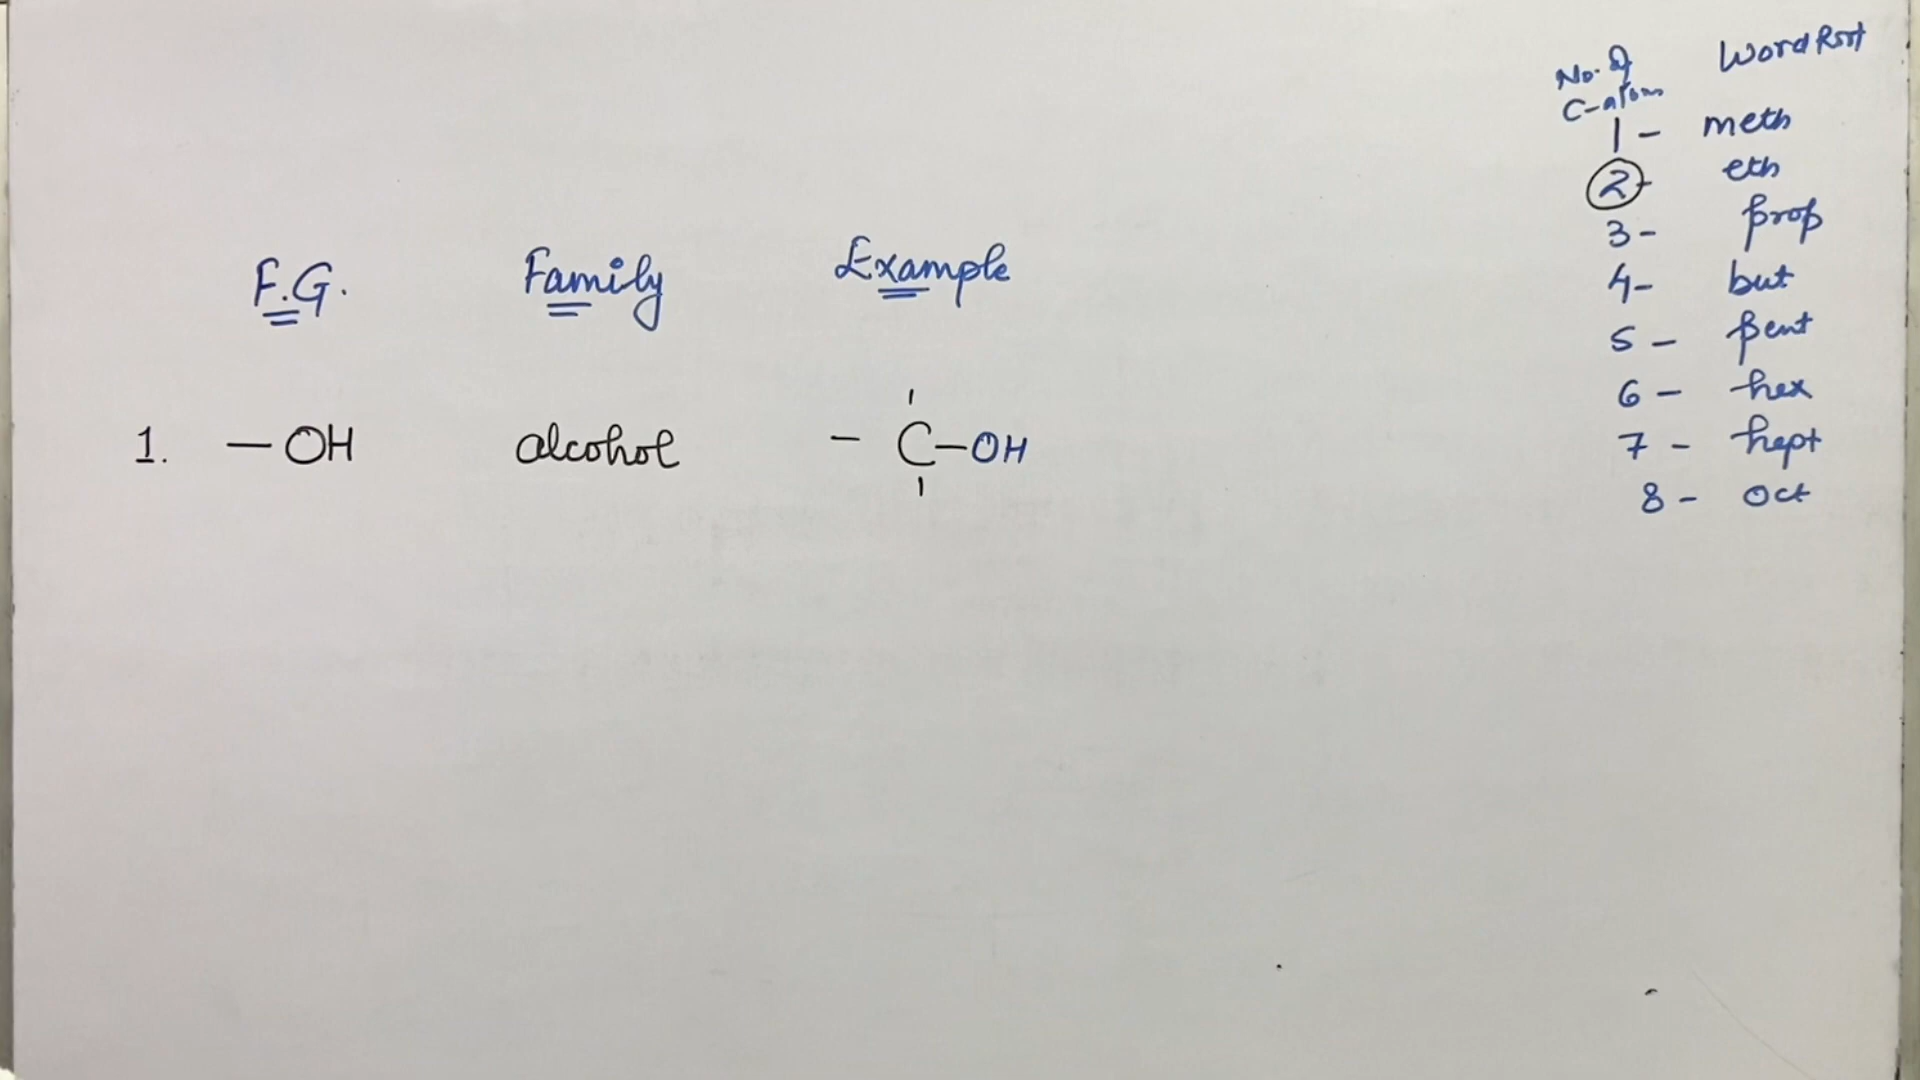 No. of Word Root
C-atoms
1 - meth
2- eth
3- prop
4- but
5 - pent
6 - hex
7 - hept
8 - oct
F.G. Family Example
1. -OH alcohol - C-OH